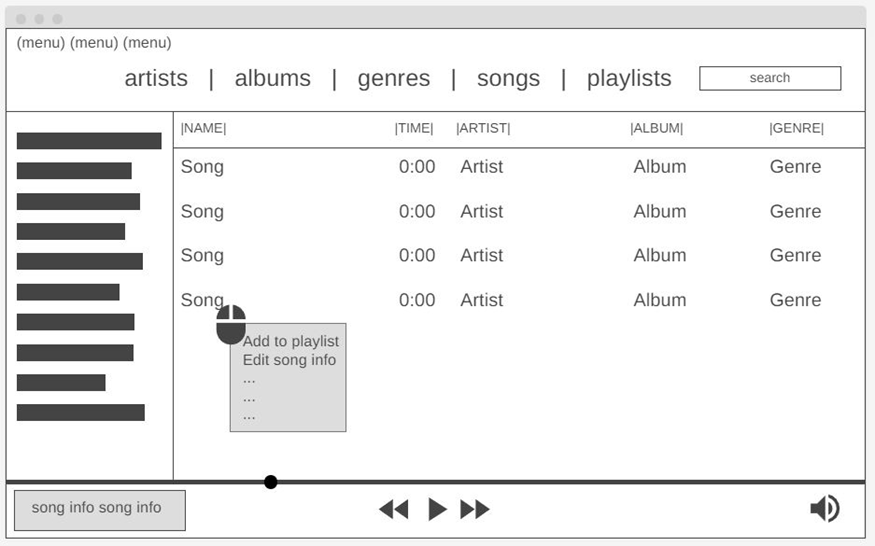 (menu) (menu) (menu)
artists | albums | genres | songs | playlists search
|NAME| |TIME| |ARTIST| |ALBUM| |GENRE|
Song 0:00 Artist Album Genre
Song 0:00 Artist Album Genre
Song 0:00 Artist Album Genre
Song 0:00 Artist Album Genre
Add to playlist
Edit song info
...
...
...
song info song info